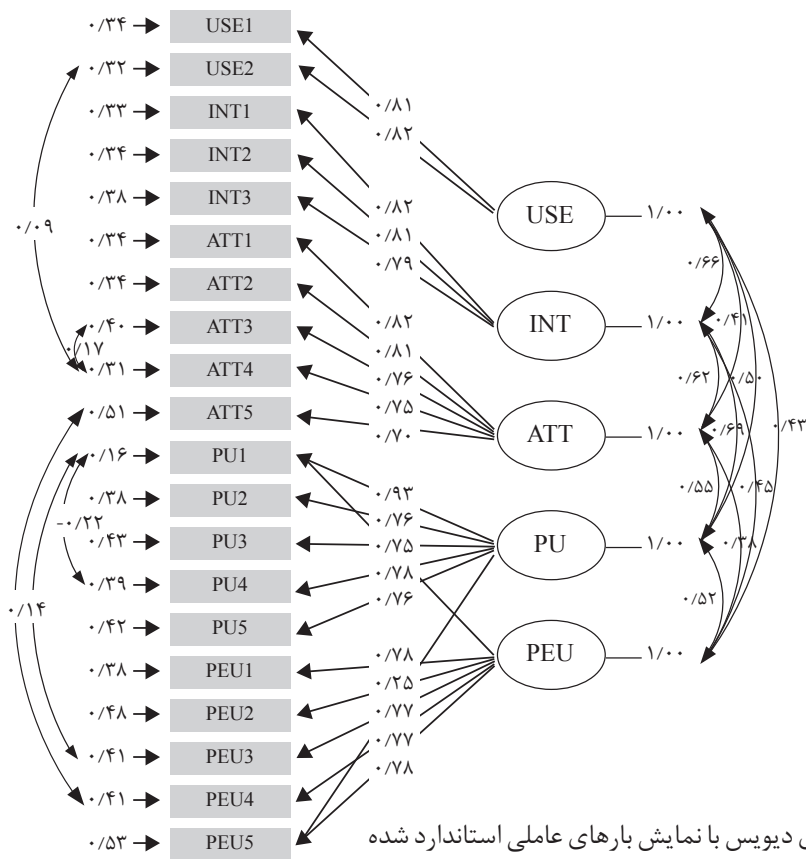 ۰/۳۴ USE1
۰/۳۲ USE2
۰/۳۳ INT1
۰/۳۴ INT2
۰/۳۸ INT3
۰/۳۴ ATT1
۰/۳۴ ATT2
۰/۴۰ ATT3
۰/۳۱ ATT4
۰/۵۱ ATT5
۰/۱۶ PU1
۰/۳۸ PU2
۰/۴۳ PU3
۰/۳۹ PU4
۰/۴۲ PU5
۰/۳۸ PEU1
۰/۴۸ PEU2
۰/۴۱ PEU3
۰/۴۱ PEU4
۰/۵۳ PEU5
۰/۰۹
۰/۱۷
-۰/۲۲
۰/۱۴
۰/۸۱
۰/۸۲
۰/۸۲
۰/۸۱
۰/۷۹
۰/۸۲
۰/۸۱
۰/۷۶
۰/۷۵
۰/۷۰
۰/۹۳
۰/۷۶
۰/۷۵
۰/۷۸
۰/۷۶
۰/۷۸
۰/۲۵
۰/۷۷
۰/۷۷
۰/۷۸
USE ۱/۰۰
INT ۱/۰۰
ATT ۱/۰۰
PU ۱/۰۰
PEU ۱/۰۰
۰/۶۶
۰/۴۱
۰/۶۲
۰/۵۰
۰/۶۹
۰/۴۳
۰/۵۵
۰/۴۵
۰/۳۸
۰/۵۲
دیویس با نمایش بارهای عاملی استاندارد شده